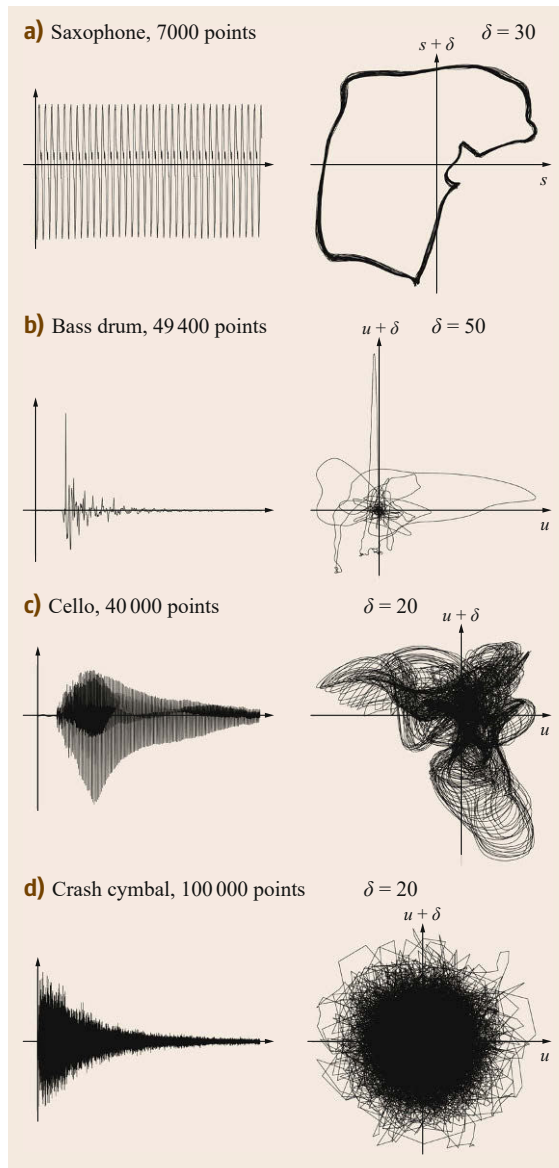 a) Saxophone, 7000 points
s + δ
δ = 30
s
b) Bass drum, 49 400 points
u + δ
δ = 50
u
c) Cello, 40 000 points
δ = 20
u + δ
u
d) Crash cymbal, 100 000 points
δ = 20
u + δ
u